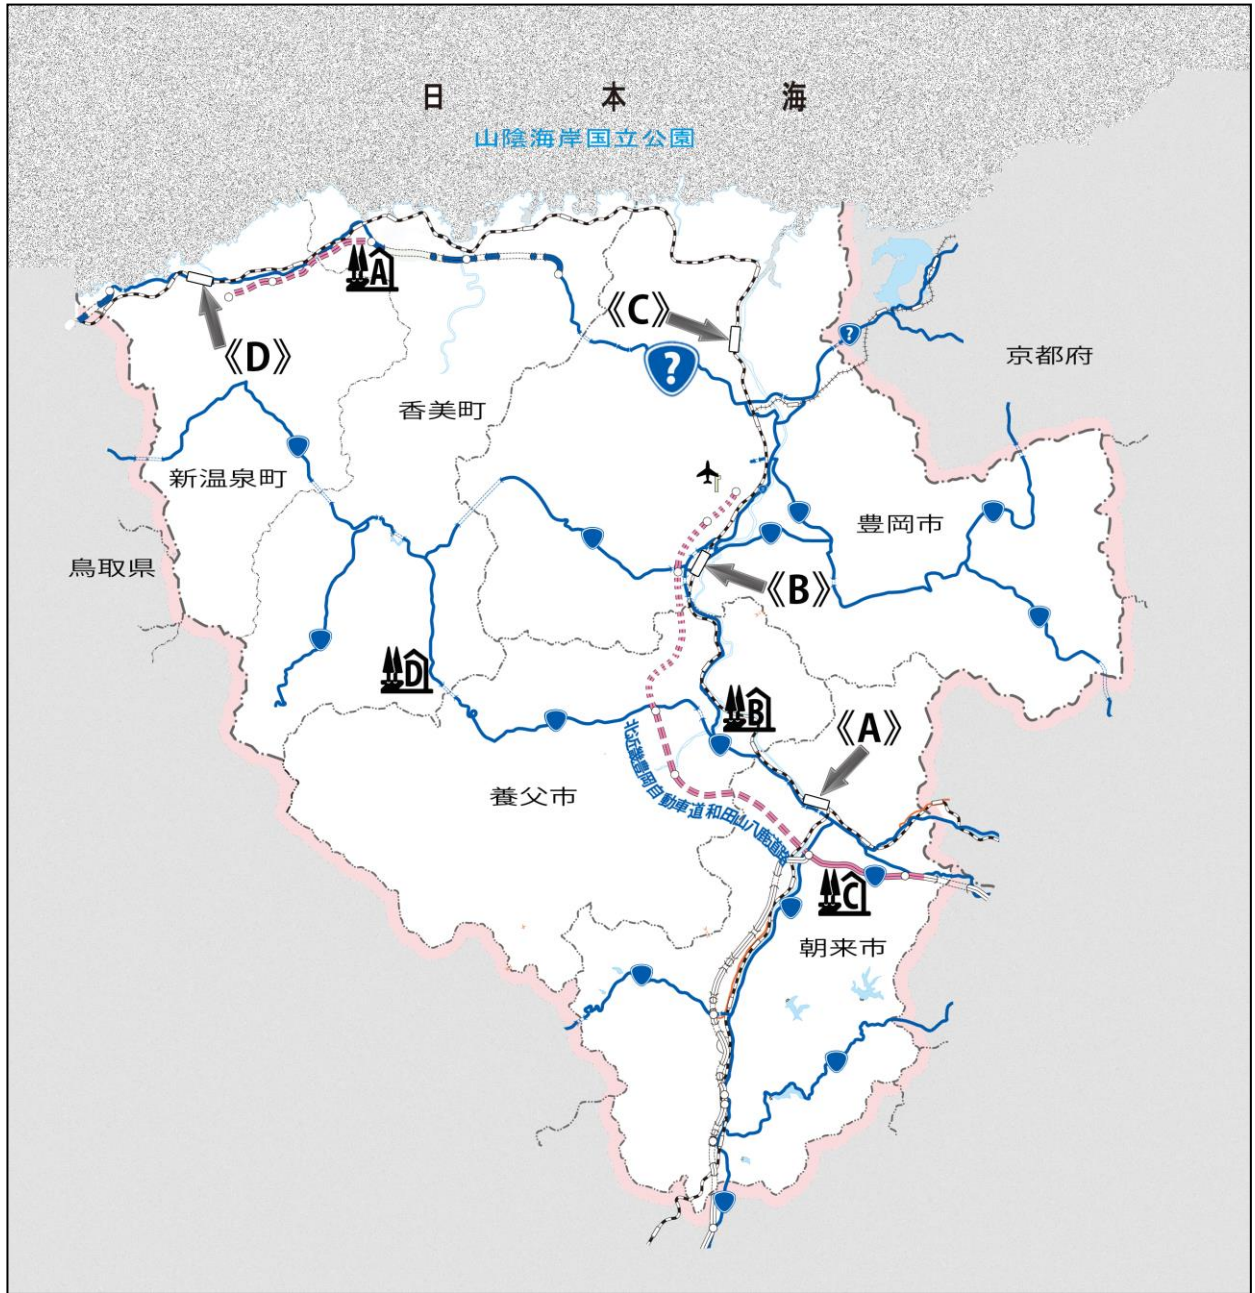 日本海
山陰海岸国立公園
A
《C》
?
?
《D》
京都府
香美町
新温泉町
豊岡市
鳥取県
《B》
D
B
《A》
北近畿豊岡自動車道 和田山八鹿道路
養父市
C
朝来市